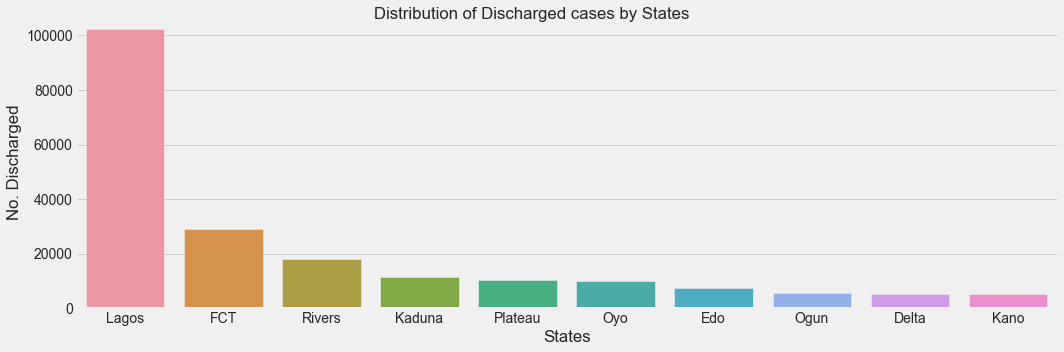 Distribution of Discharged cases by States
No. Discharged
100000
80000
60000
40000
20000
0
Lagos FCT Rivers Kaduna Plateau Oyo Edo Ogun Delta Kano
States